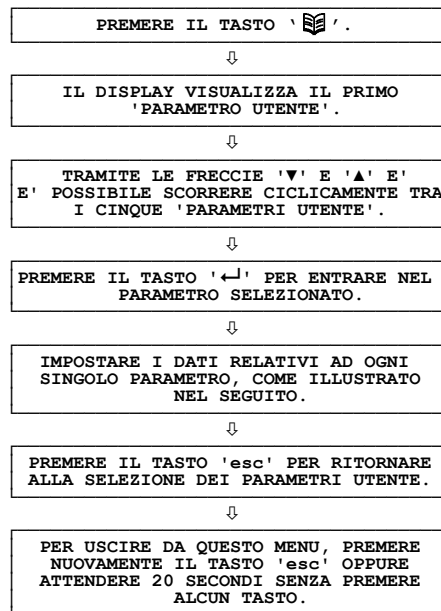 PREMERE IL TASTO ‘📖’.
⇩
IL DISPLAY VISUALIZZA IL PRIMO
'PARAMETRO UTENTE'.
⇩
TRAMITE LE FRECCIE '▼' E '▲' E'
E' POSSIBILE SCORRERE CICLICAMENTE TRA
I CINQUE 'PARAMETRI UTENTE'.
⇩
PREMERE IL TASTO '↵' PER ENTRARE NEL
PARAMETRO SELEZIONATO.
⇩
IMPOSTARE I DATI RELATIVI AD OGNI
SINGOLO PARAMETRO, COME ILLUSTRATO
NEL SEGUITO.
⇩
PREMERE IL TASTO 'esc' PER RITORNARE
ALLA SELEZIONE DEI PARAMETRI UTENTE.
⇩
PER USCIRE DA QUESTO MENU, PREMERE
NUOVAMENTE IL TASTO 'esc' OPPURE
ATTENDERE 20 SECONDI SENZA PREMERE
ALCUN TASTO.